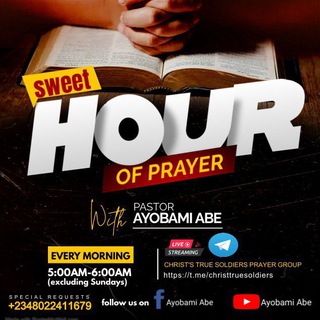 sweet
HOUR
OF PRAYER
With
PASTOR
AYOBAMI ABE
LIVE
STREAMING
EVERY MORNING
5:00AM-6:00AM
(excluding Sundays)
CHRIST'S TRUE SOLDIERS PRAYER GROUP
https://t.me/christtruesoldiers
SPECIAL REQUESTS
+2348022411679
follow us on
f Ayobami Abe
Ayobami Abe